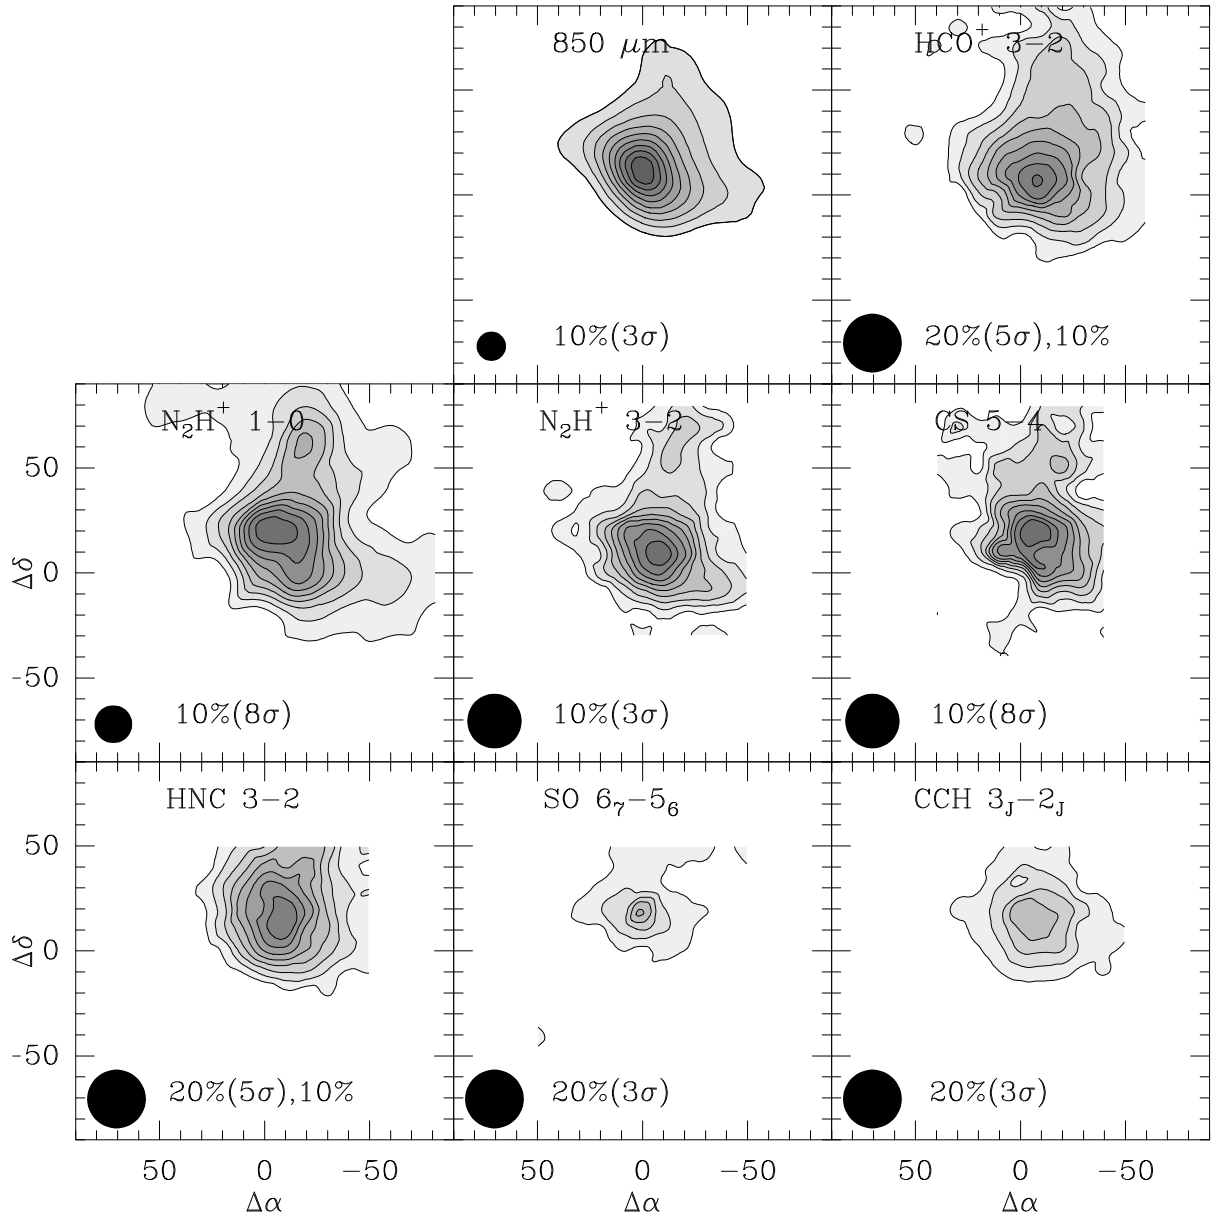 850 μm
HCO⁺ 3−2
10%(3σ)
20%(5σ),10%
N₂H⁺ 1−0
N₂H⁺ 3−2
CS 5−4
50
Δδ
0
-50
10%(8σ)
10%(3σ)
10%(8σ)
HNC 3−2
SO 6₇−5₆
CCH 3J−2J
50
Δδ
0
-50
20%(5σ),10%
20%(3σ)
20%(3σ)
50 0 −50
50 0 −50
50 0 −50
Δα
Δα
Δα